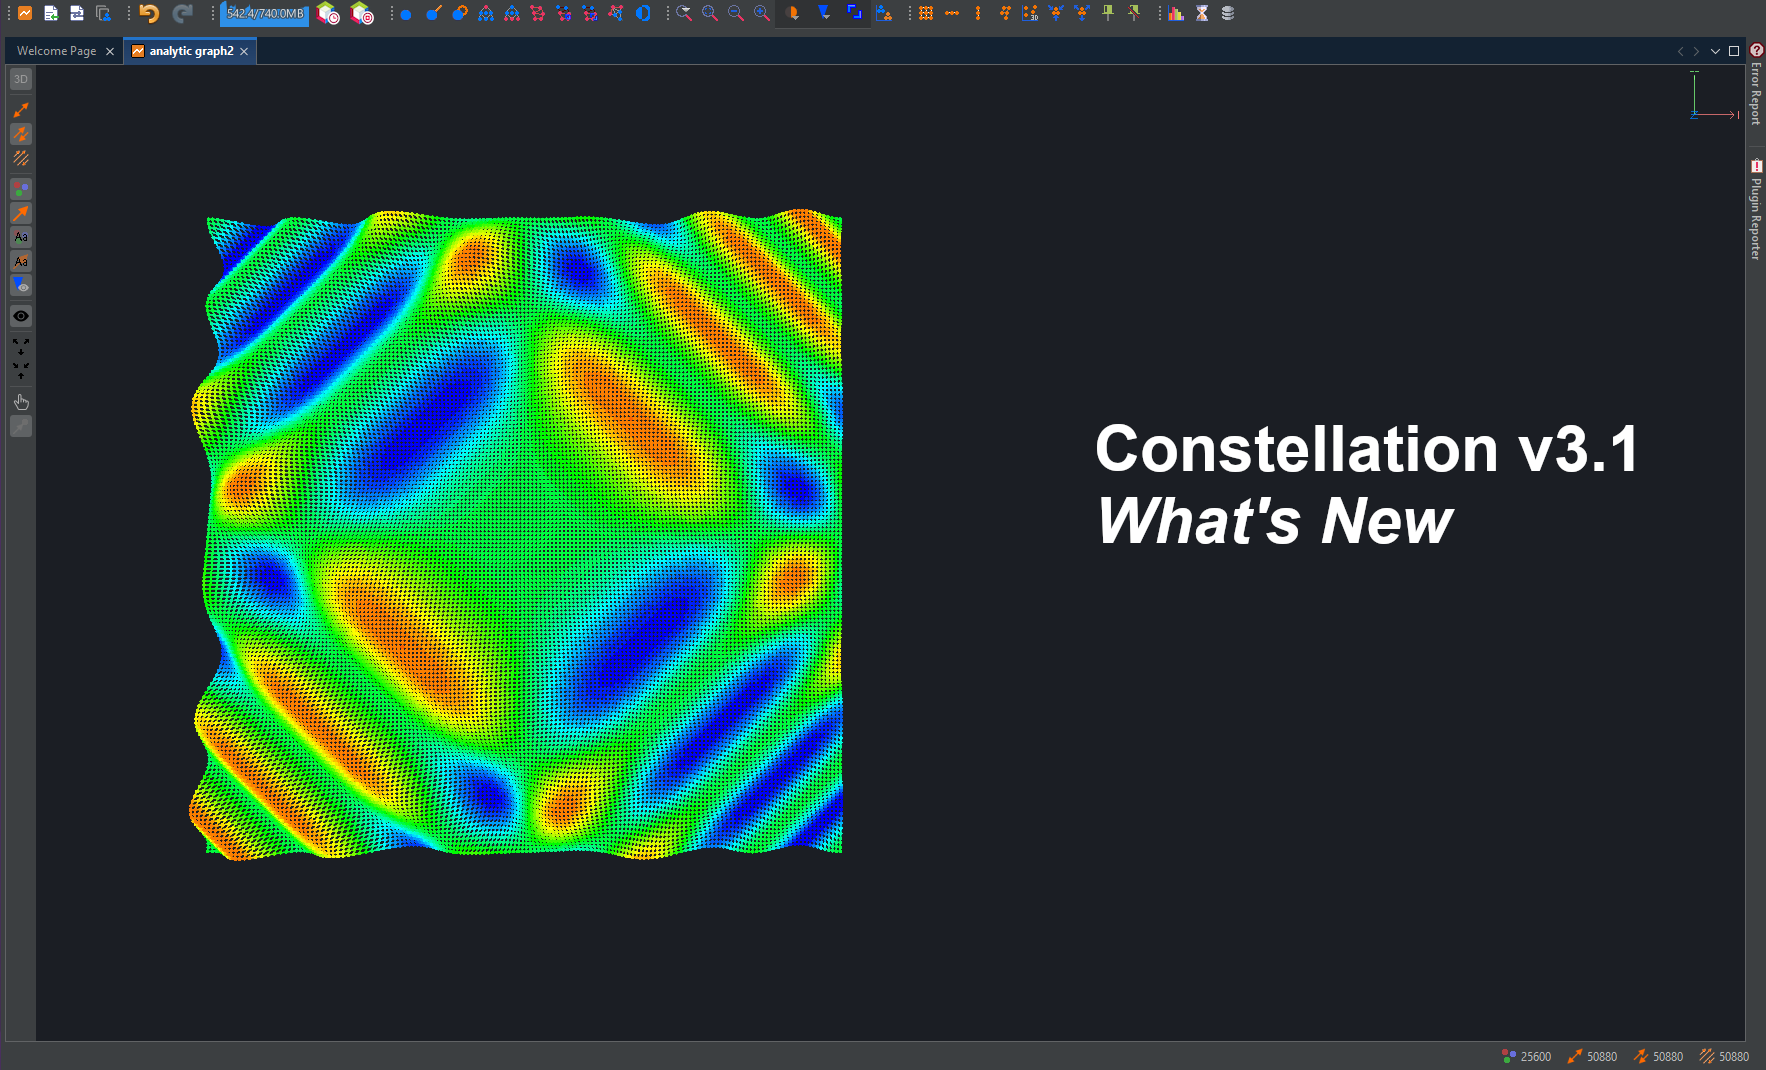 542.4/740.0MB
Welcome Page
analytic graph2
3D
Aa
Aa
Constellation v3.1
What's New
Error Report
Plugin Reporter
25600
50880
50880
50880